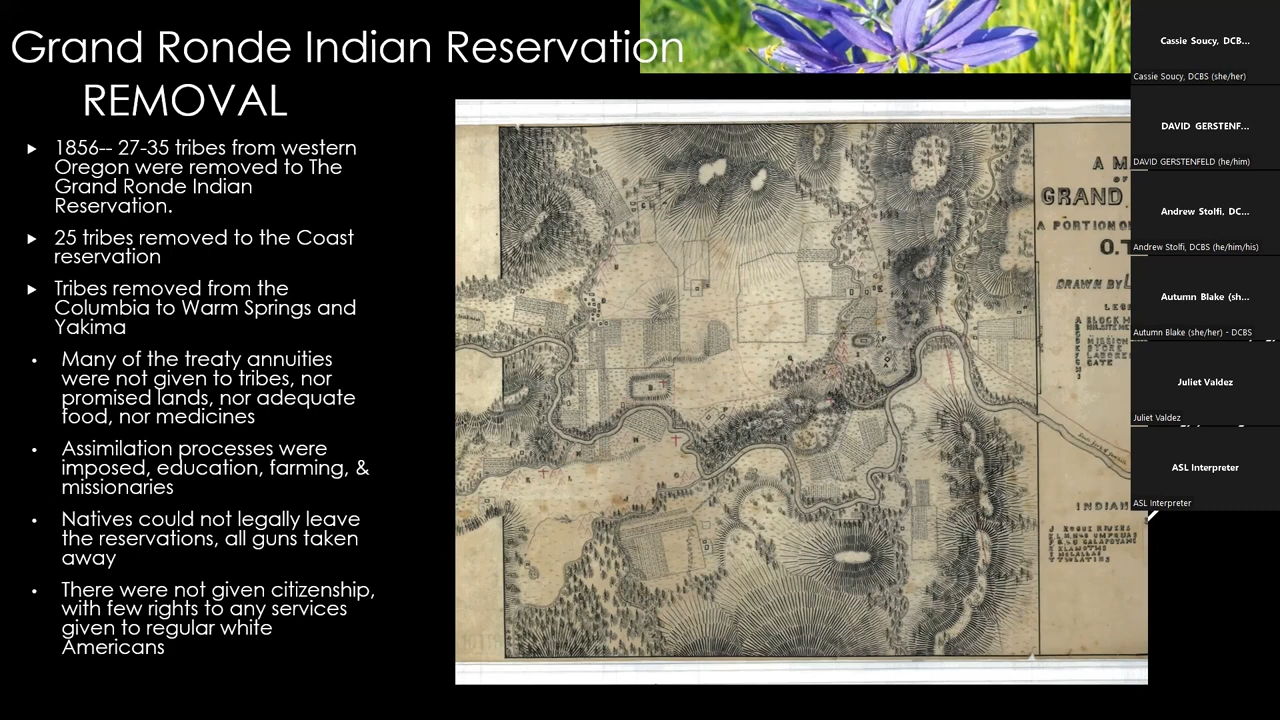 Grand Ronde Indian Reservation
REMOVAL
1856-- 27-35 tribes from western
Oregon were removed to The
Grand Ronde Indian
Reservation.
25 tribes removed to the Coast
reservation
Tribes removed from the
Columbia to Warm Springs and
Yakima
Many of the treaty annuities
were not given to tribes, nor
promised lands, nor adequate
food, nor medicines
Assimilation processes were
imposed, education, farming, &
missionaries
Natives could not legally leave
the reservations, all guns taken
away
There were not given citizenship,
with few rights to any services
given to regular white
Americans
A M
OF
GRAND
A PORTION O
O.T
DRAWN BY L
INDIAN
Cassie Soucy, DCB...
Cassie Soucy, DCBS (she/her)
DAVID GERSTENF...
DAVID GERSTENFELD (he/him)
Andrew Stolfi, DC...
Andrew Stolfi, DCBS (he/him/his)
Autumn Blake (sh...
Autumn Blake (she/her) - DCBS
Juliet Valdez
Juliet Valdez
ASL Interpreter
ASL Interpreter